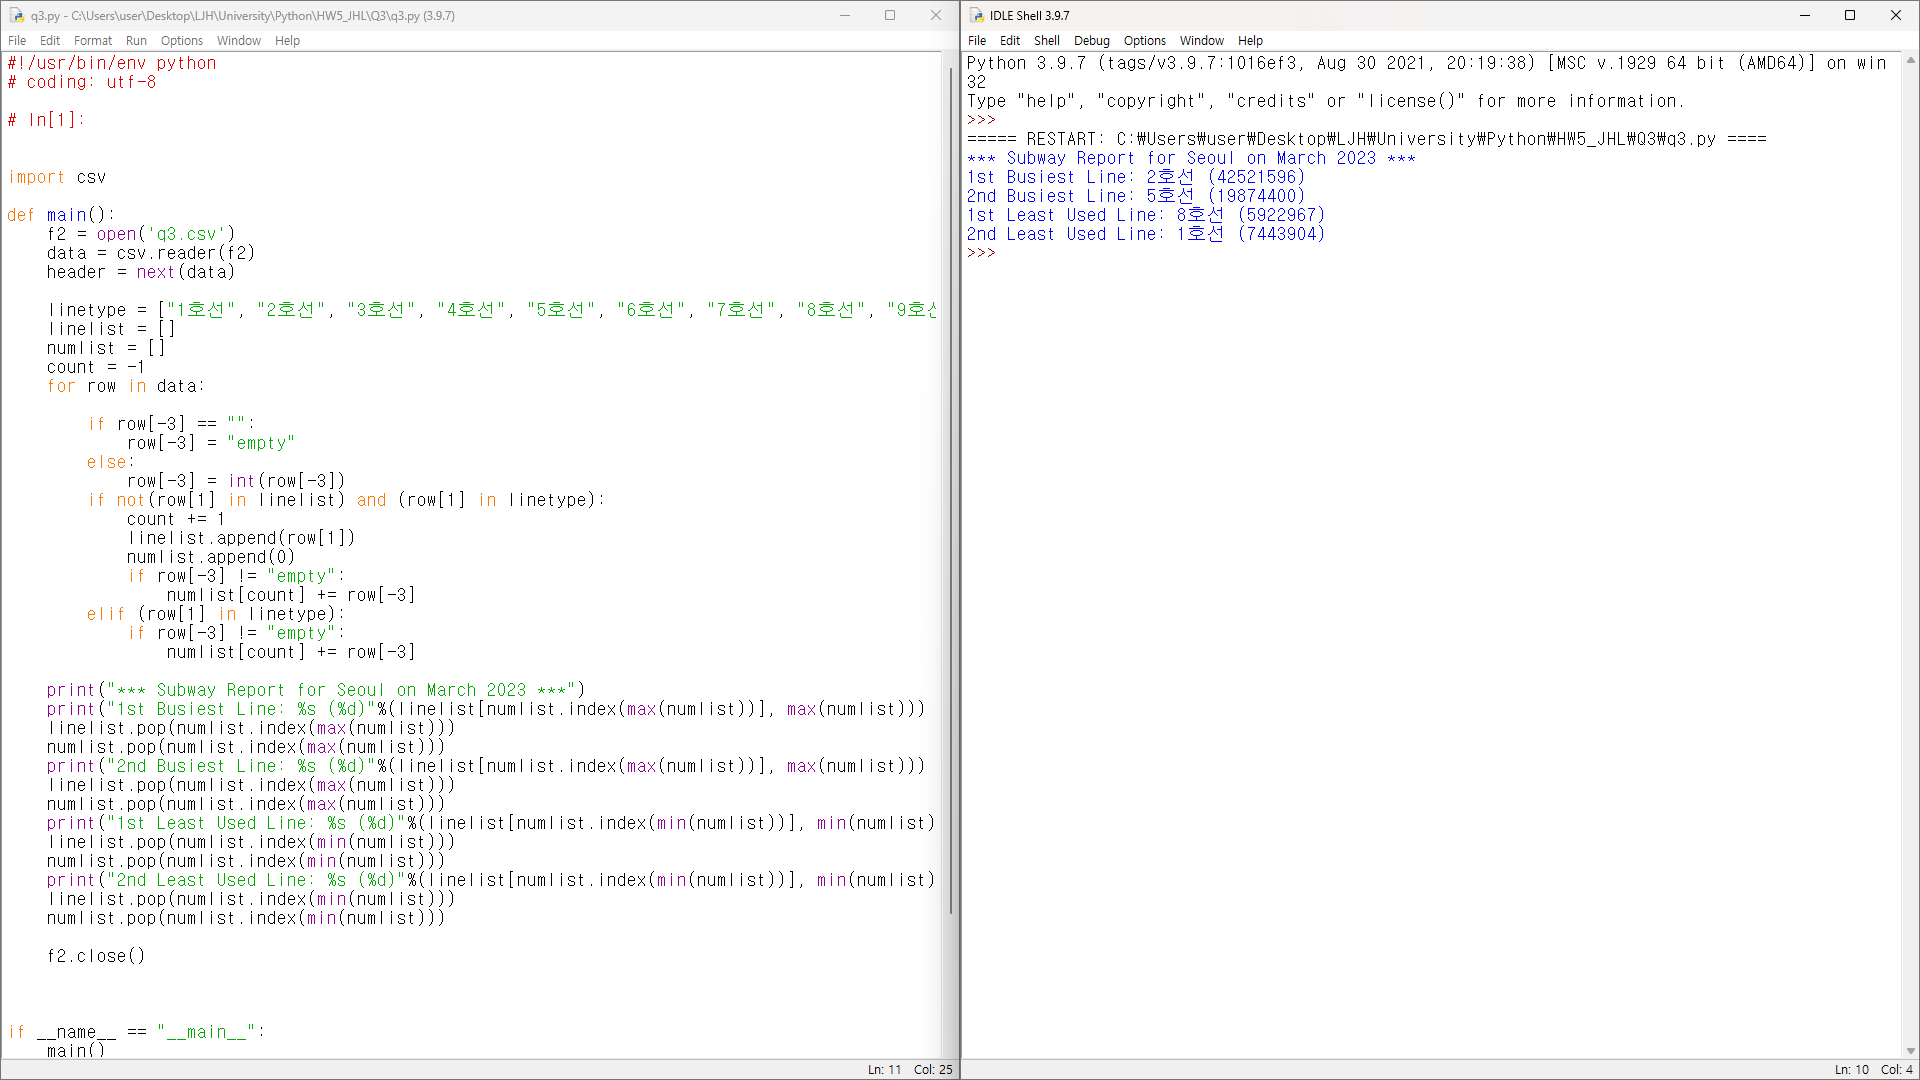 q3.py - C:\Users\user\Desktop\LJH\University\Python\HW5_JHL\Q3\q3.py (3.9.7)
File Edit Format Run Options Window Help
#!/usr/bin/env python
# coding: utf-8
# In[1]:
import csv
def main():
    f2 = open('q3.csv')
    data = csv.reader(f2)
    header = next(data)
    linetype = ["1호선", "2호선", "3호선", "4호선", "5호선", "6호선", "7호선", "8호선", "9호선
    linelist = []
    numlist = []
    count = -1
    for row in data:
        if row[-3] == "":
            row[-3] = "empty"
        else:
            row[-3] = int(row[-3])
        if not(row[1] in linelist) and (row[1] in linetype):
            count += 1
            linelist.append(row[1])
            numlist.append(0)
            if row[-3] != "empty":
                numlist[count] += row[-3]
        elif (row[1] in linetype):
            if row[-3] != "empty":
                numlist[count] += row[-3]
    print("*** Subway Report for Seoul on March 2023 ***")
    print("1st Busiest Line: %s (%d)"%(linelist[numlist.index(max(numlist))], max(numlist)))
    linelist.pop(numlist.index(max(numlist)))
    numlist.pop(numlist.index(max(numlist)))
    print("2nd Busiest Line: %s (%d)"%(linelist[numlist.index(max(numlist))], max(numlist)))
    linelist.pop(numlist.index(max(numlist)))
    numlist.pop(numlist.index(max(numlist)))
    print("1st Least Used Line: %s (%d)"%(linelist[numlist.index(min(numlist))], min(numlist)
    linelist.pop(numlist.index(min(numlist)))
    numlist.pop(numlist.index(min(numlist)))
    print("2nd Least Used Line: %s (%d)"%(linelist[numlist.index(min(numlist))], min(numlist)
    linelist.pop(numlist.index(min(numlist)))
    numlist.pop(numlist.index(min(numlist)))
    f2.close()
if __name__ == "__main__":
    main()
Ln: 11 Col: 25
IDLE Shell 3.9.7
File Edit Shell Debug Options Window Help
Python 3.9.7 (tags/v3.9.7:1016ef3, Aug 30 2021, 20:19:38) [MSC v.1929 64 bit (AMD64)] on win
32
Type "help", "copyright", "credits" or "license()" for more information.
>>>
===== RESTART: C:₩Users₩user₩Desktop₩LJH₩University₩Python₩HW5_JHL₩Q3₩q3.py ====
*** Subway Report for Seoul on March 2023 ***
1st Busiest Line: 2호선 (42521596)
2nd Busiest Line: 5호선 (19874400)
1st Least Used Line: 8호선 (5922967)
2nd Least Used Line: 1호선 (7443904)
>>>
Ln: 10 Col: 4